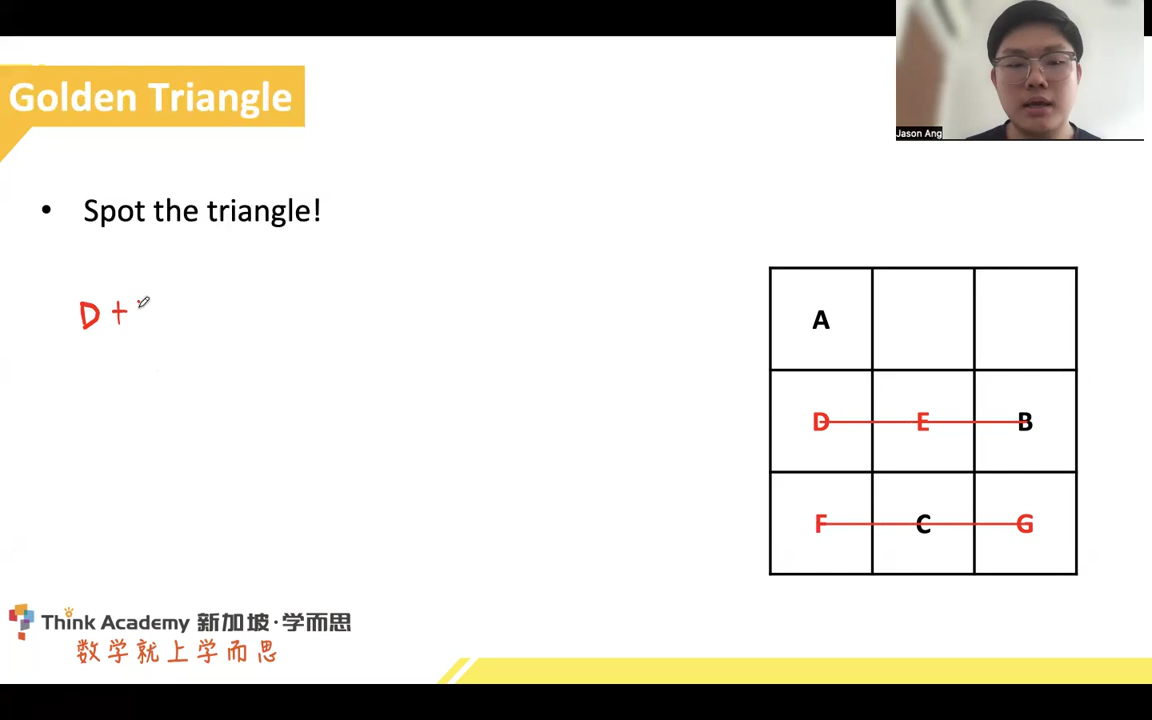 Jason Ang
Golden Triangle
• Spot the triangle!
D +
A
D E B
F C G
Think Academy 新加坡·学而思
数学就上学而思